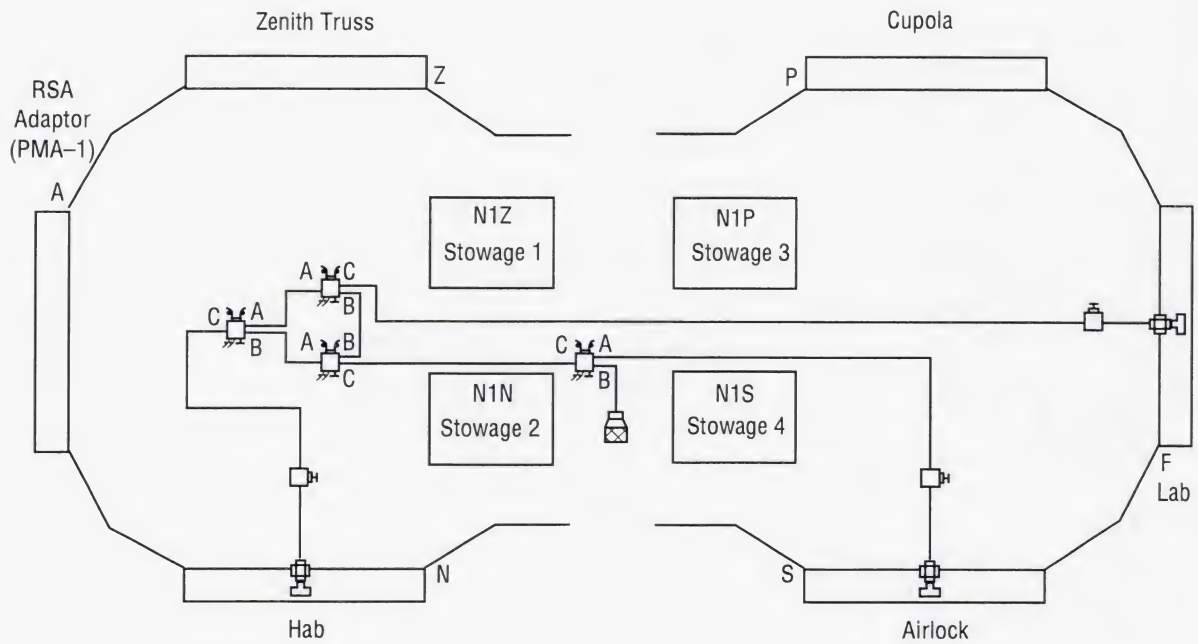 Zenith Truss
Cupola
RSA
Adaptor
(PMA–1)
Z
P
A
N1Z
Stowage 1
N1P
Stowage 3
A C
B
C A
B
A B
C
C A
B
N1N
Stowage 2
N1S
Stowage 4
F
Lab
N
S
Hab
Airlock